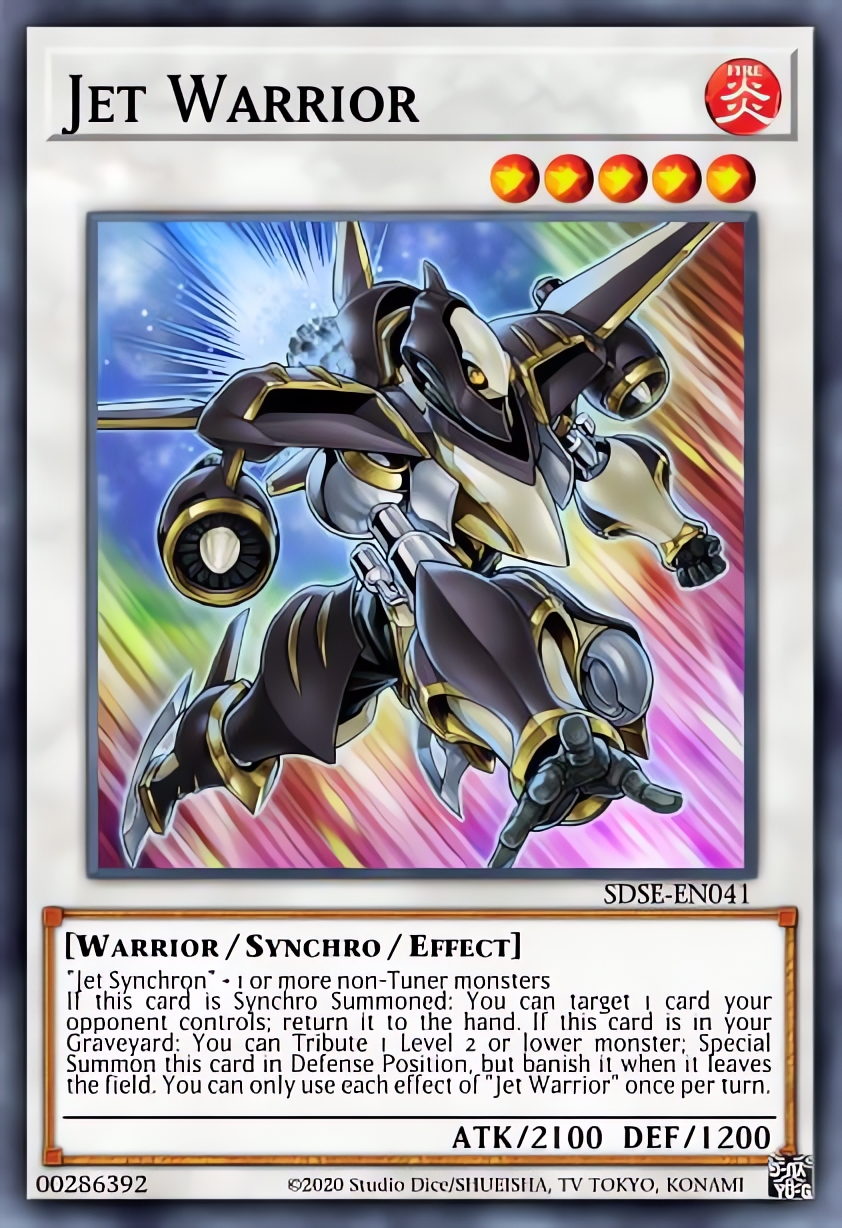 JET WARRIOR
FIRE
炎
SDSE-EN041
[WARRIOR / SYNCHRO / EFFECT]
"Jet Synchron" + 1 or more non-Tuner monsters
If this card is Synchro Summoned: You can target 1 card your
opponent controls; return it to the hand. If this card is in your
Graveyard: You can Tribute 1 Level 2 or lower monster; Special
Summon this card in Defense Position, but banish it when it leaves
the field. You can only use each effect of "Jet Warrior" once per turn.
ATK/2100 DEF/1200
00286392 ©2020 Studio Dice/SHUEISHA, TV TOKYO, KONAMI